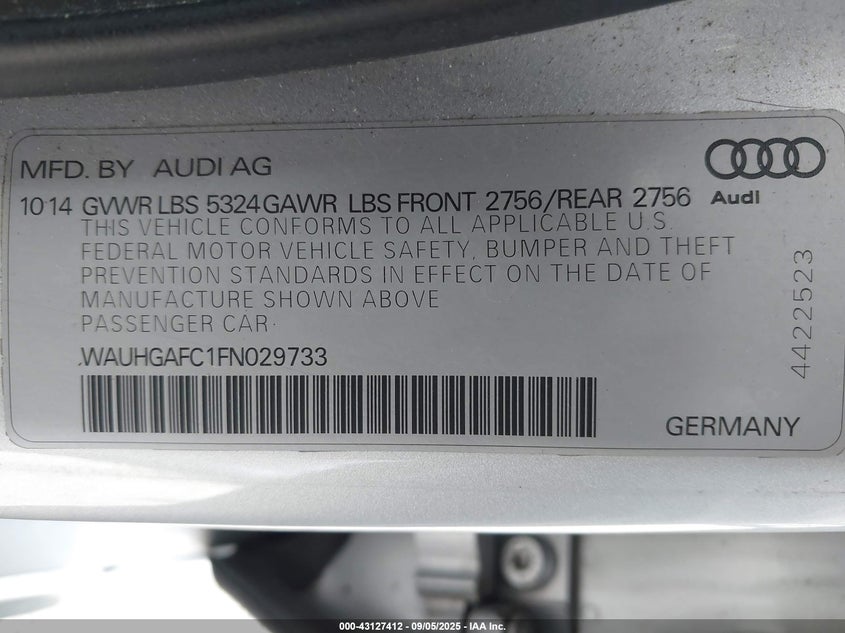 MFD. BY AUDI AG
10 14 GVWR LBS 5324 GAWR LBS FRONT 2756/REAR 2756
Audi
THIS VEHICLE CONFORMS TO ALL APPLICABLE U.S.
FEDERAL MOTOR VEHICLE SAFETY, BUMPER AND THEFT
PREVENTION STANDARDS IN EFFECT ON THE DATE OF
MANUFACTURE SHOWN ABOVE
PASSENGER CAR
WAUHGAFC1FN029733
4422523
GERMANY
000-43127412 - 09/05/2025 - IAA Inc.